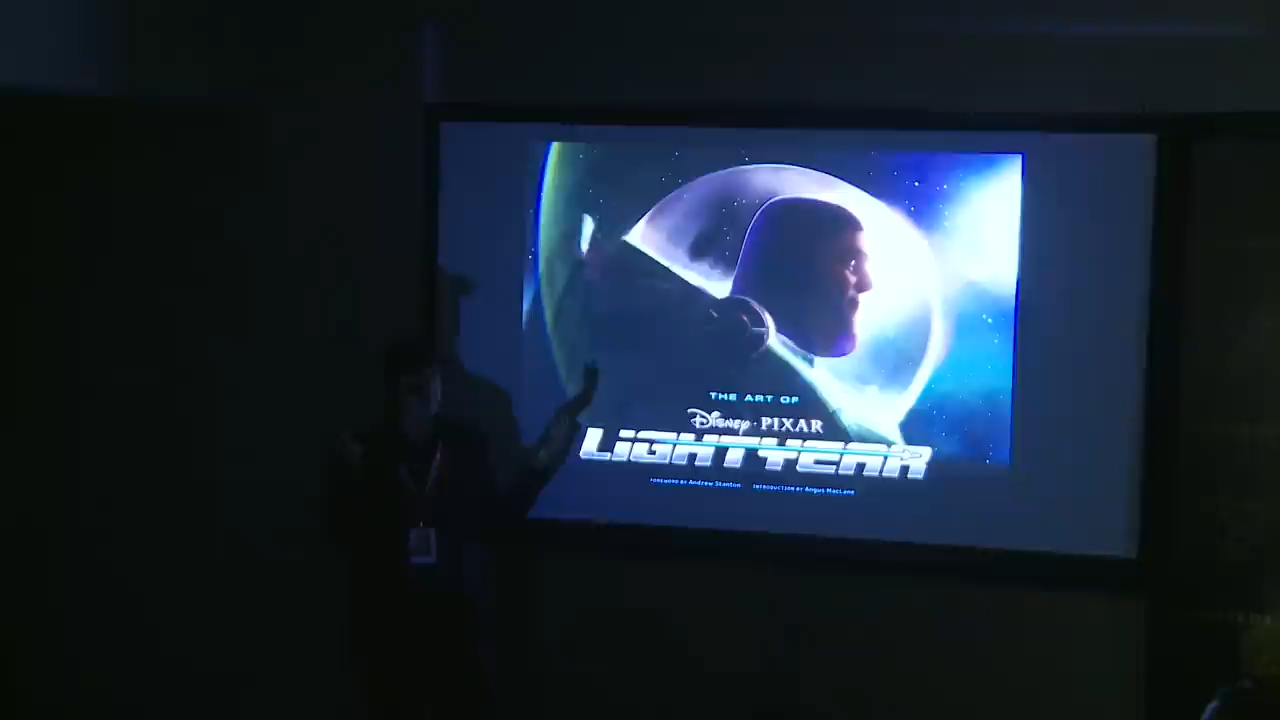 THE ART OF
DISNEY · PIXAR
LIGHTYEAR
FOREWORD BY Andrew Stanton INTRODUCTION BY Angus MacLane